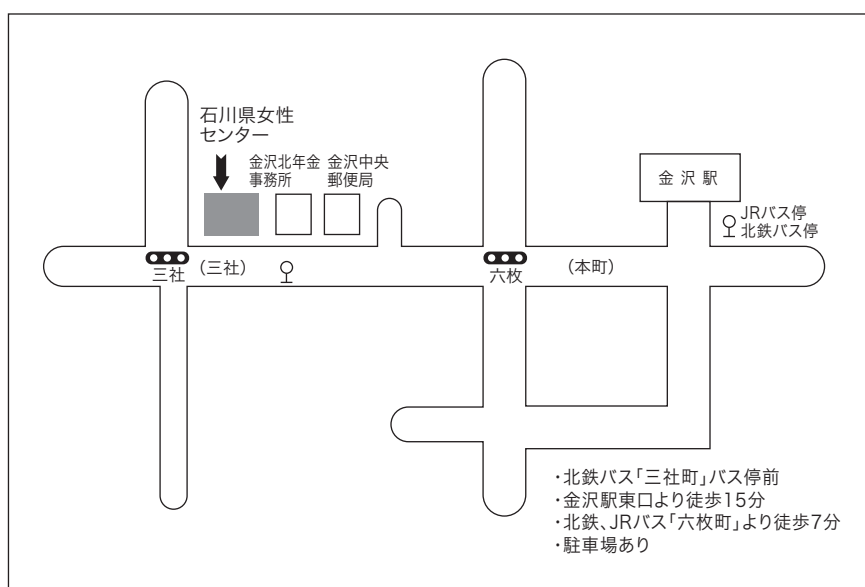 石川県女性
センター
金沢北年金
事務所
金沢中央
郵便局
金沢駅
JRバス停
北鉄バス停
三社
(三社)
六枚
(本町)
・北鉄バス「三社町」バス停前
・金沢駅東口より徒歩15分
・北鉄、JRバス「六枚町」より徒歩7分
・駐車場あり